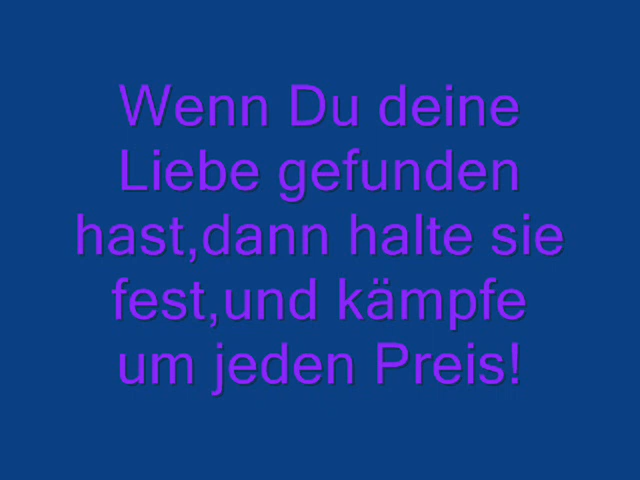 Wenn Du deine
Liebe gefunden
hast,dann halte sie
fest,und kämpfe
um jeden Preis!